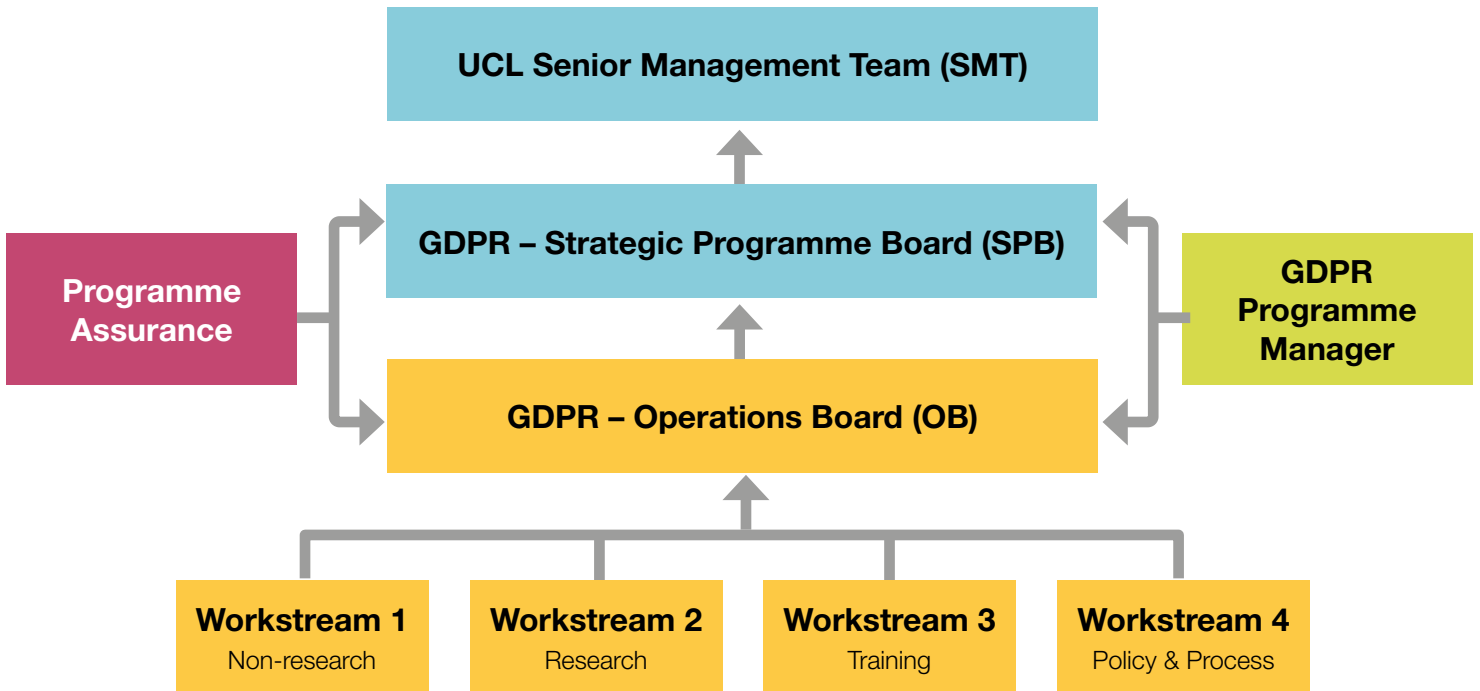 UCL Senior Management Team (SMT)
GDPR – Strategic Programme Board (SPB)
Programme
Assurance
GDPR
Programme
Manager
GDPR – Operations Board (OB)
Workstream 1
Non-research
Workstream 2
Research
Workstream 3
Training
Workstream 4
Policy & Process